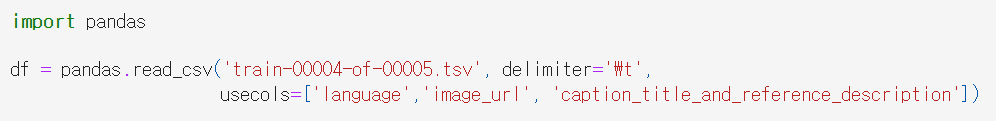 import pandas

df = pandas.read_csv('train-00004-of-00005.tsv', delimiter='₩t',
                     usecols=['language','image_url', 'caption_title_and_reference_description'])